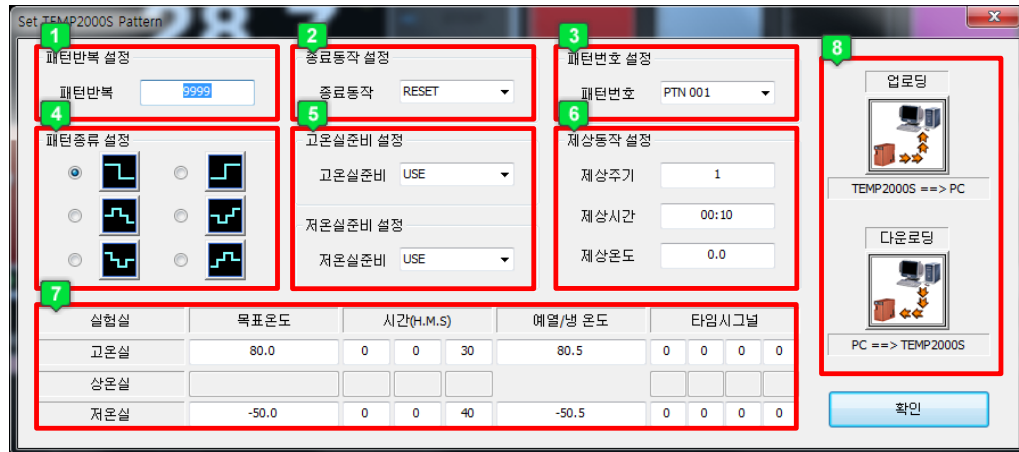 Set TEMP2000S Pattern
28 7
1
패턴반복 설정
패턴반복 9999
2
종료동작 설정
종료동작 RESET
3
패턴번호 설정
패턴번호 PTN 001
4
패턴종류 설정
5
고온실준비 설정
고온실준비 USE
저온실준비 설정
저온실준비 USE
6
제상동작 설정
제상주기 1
제상시간 00:10
제상온도 0.0
7
실험실 목표온도 시간(H.M.S) 예열/냉 온도 타임시그널
고온실 80.0 0 0 30 80.5 0 0 0 0
상온실
저온실 -50.0 0 0 40 -50.5 0 0 0 0
8
업로딩
TEMP2000S ==> PC
다운로딩
PC ==> TEMP2000S
확인